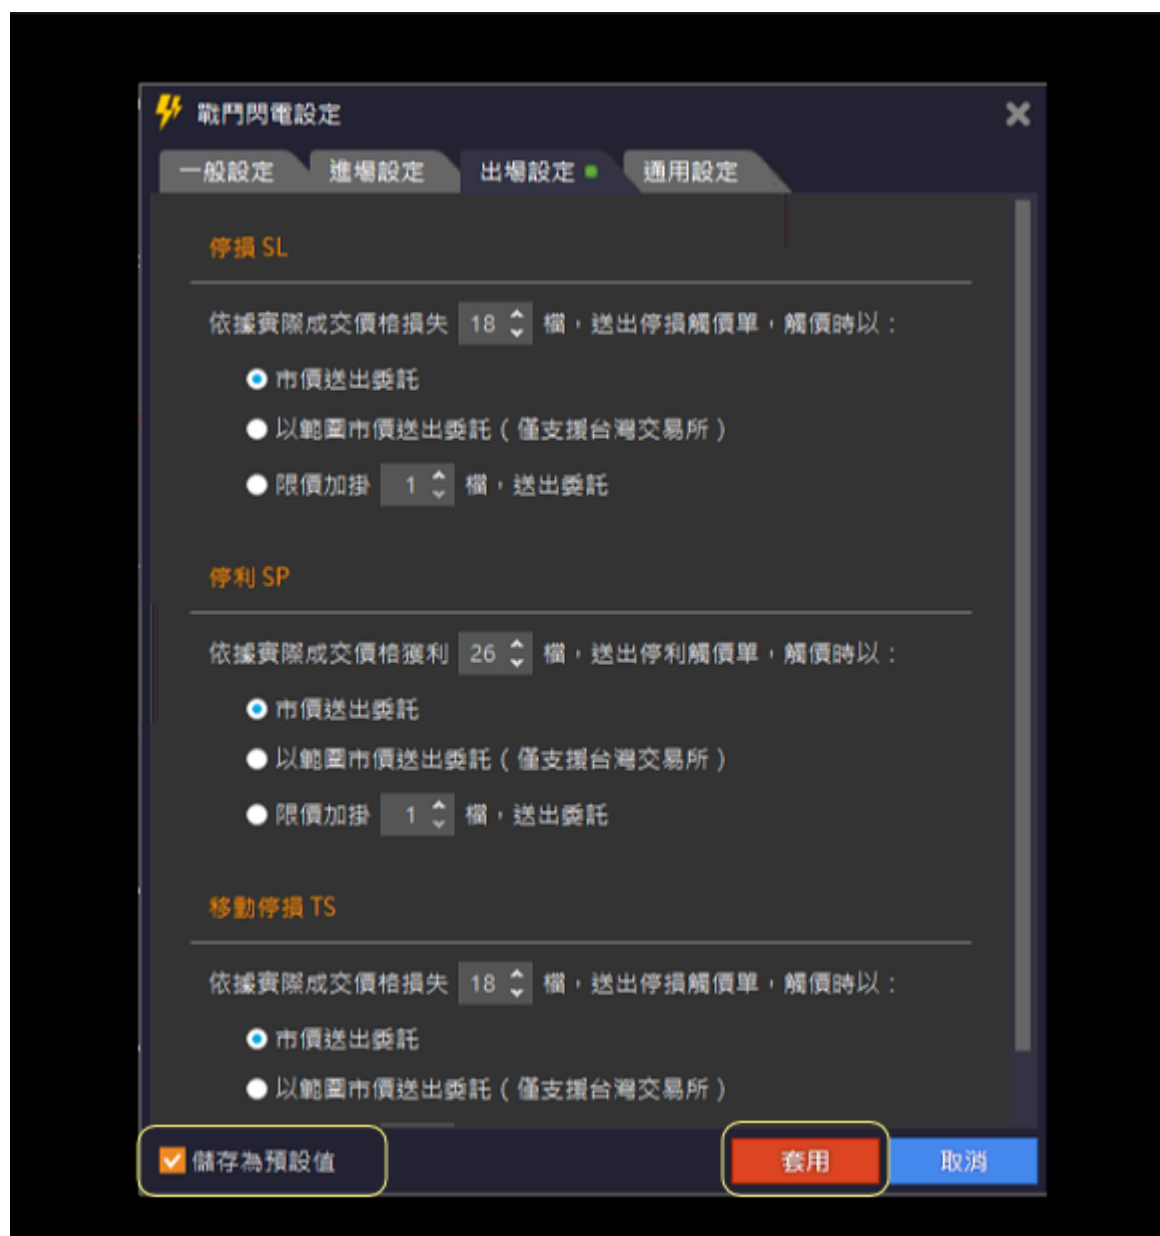 戰鬥閃電設定
一般設定 進場設定 出場設定 通用設定
停損 SL
依據實際成交價格損失 18 檔，送出停損觸價單，觸價時以：
市價送出委託
以範圍市價送出委託（僅支援台灣交易所）
限價加掛 1 檔，送出委託
停利 SP
依據實際成交價格獲利 26 檔，送出停利觸價單，觸價時以：
市價送出委託
以範圍市價送出委託（僅支援台灣交易所）
限價加掛 1 檔，送出委託
移動停損 TS
依據實際成交價格損失 18 檔，送出停損觸價單，觸價時以：
市價送出委託
以範圍市價送出委託（僅支援台灣交易所）
儲存為預設值 套用 取消